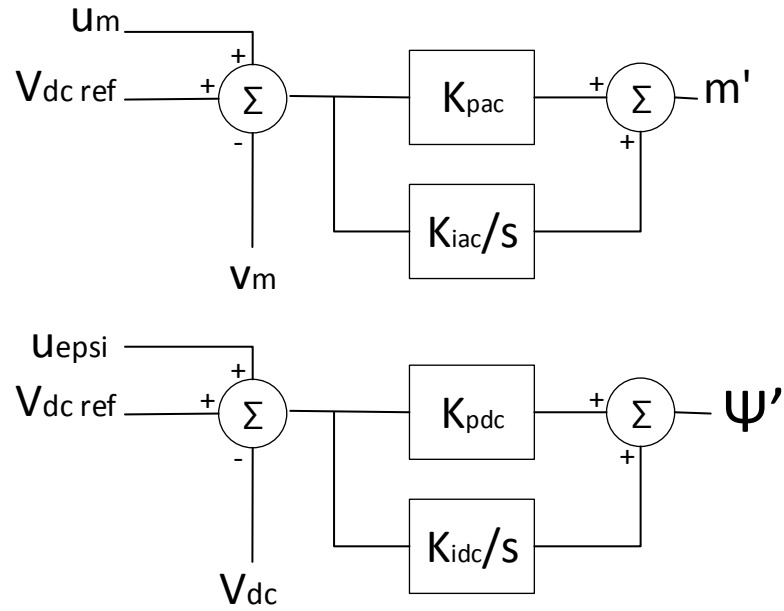 um
+
Vdc ref + Σ Kpac + Σ m'
-
+
Kiac/s
vm
uepsi
+
Vdc ref + Σ Kpdc + Σ Ψ'
-
+
Kidc/s
Vdc